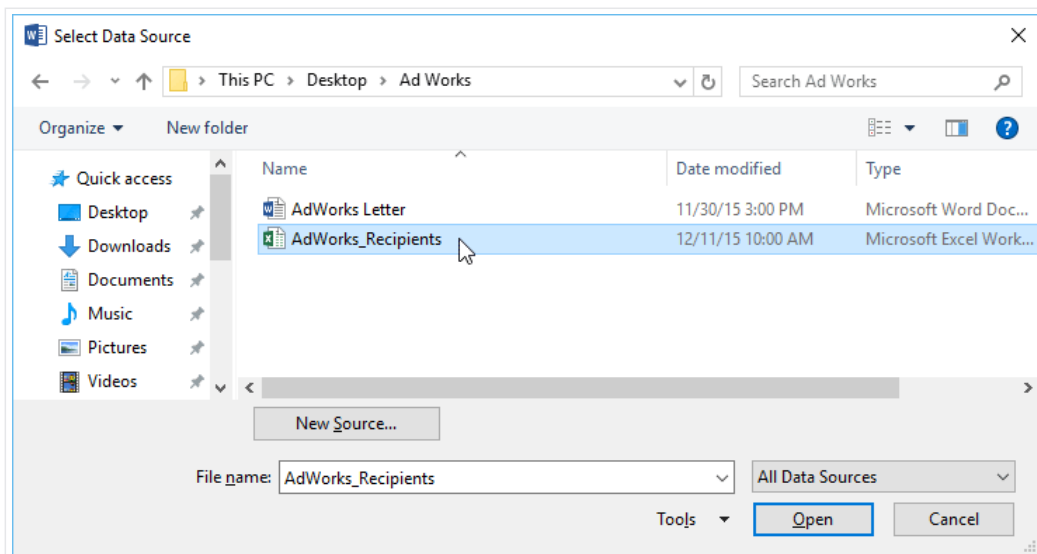 Select Data Source
This PC > Desktop > Ad Works
Search Ad Works
Organize
New folder
?
Name
Date modified
Type
Quick access
Desktop
Downloads
Documents
Music
Pictures
Videos
AdWorks Letter 11/30/15 3:00 PM Microsoft Word Doc...
AdWorks_Recipients 12/11/15 10:00 AM Microsoft Excel Work...
New Source...
File name: AdWorks_Recipients
All Data Sources
Tools
Open
Cancel